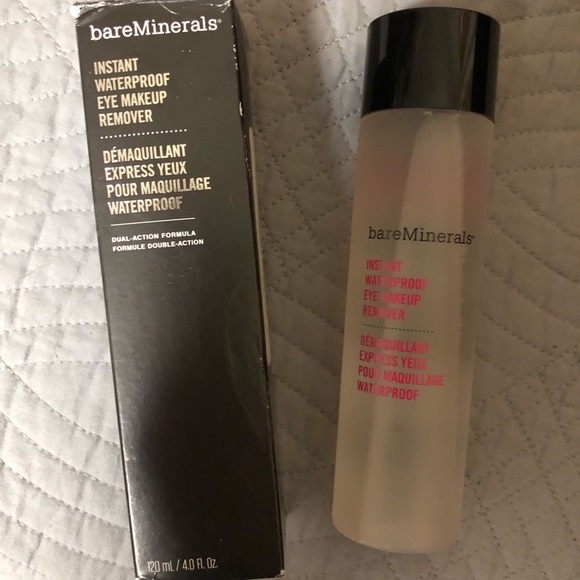 bareMinerals®
INSTANT
WATERPROOF
EYE MAKEUP
REMOVER
DÉMAQUILLANT
EXPRESS YEUX
POUR MAQUILLAGE
WATERPROOF
DUAL-ACTION FORMULA
FORMULE DOUBLE-ACTION
120 mL / 4.0 Fl. Oz.
bareMinerals®
INSTANT
WATERPROOF
EYE MAKEUP
REMOVER
DÉMAQUILLANT
EXPRESS YEUX
POUR MAQUILLAGE
WATERPROOF